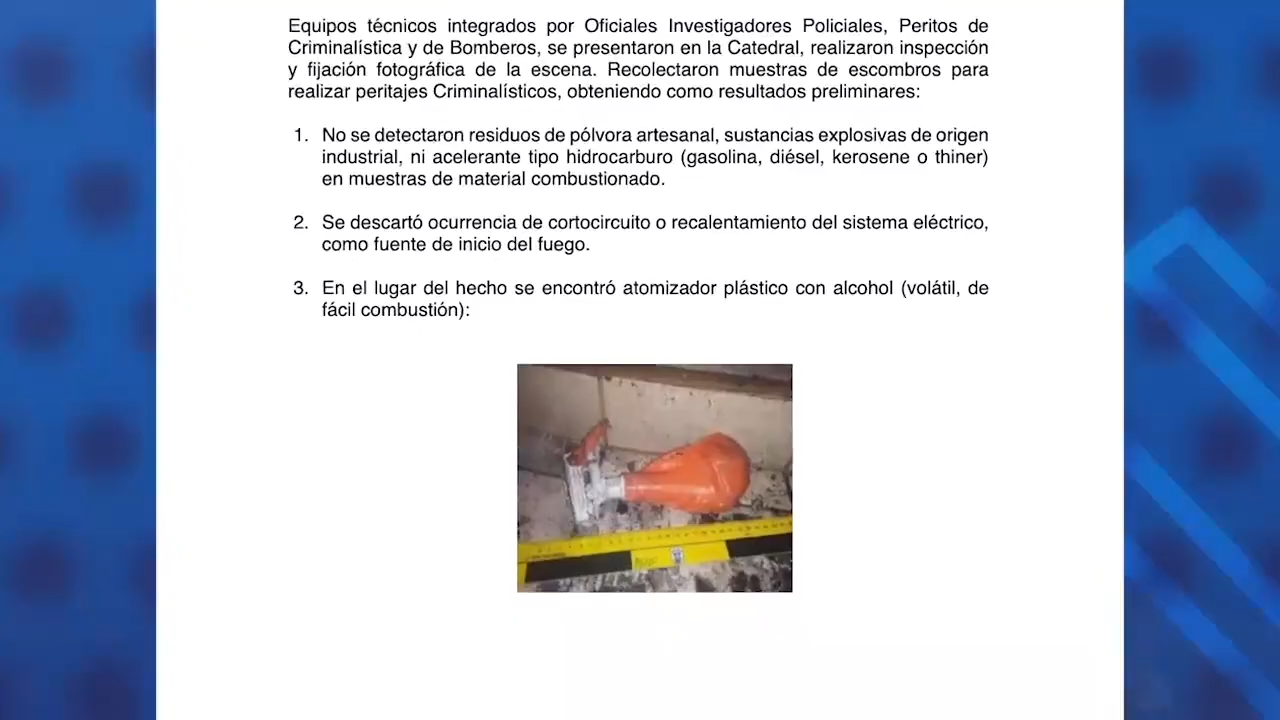 Equipos técnicos integrados por Oficiales Investigadores Policiales, Peritos de
Criminalística y de Bomberos, se presentaron en la Catedral, realizaron inspección
y fijación fotográfica de la escena. Recolectaron muestras de escombros para
realizar peritajes Criminalísticos, obteniendo como resultados preliminares:
1. No se detectaron residuos de pólvora artesanal, sustancias explosivas de origen
industrial, ni acelerante tipo hidrocarburo (gasolina, diésel, kerosene o thiner)
en muestras de material combustionado.
2. Se descartó ocurrencia de cortocircuito o recalentamiento del sistema eléctrico,
como fuente de inicio del fuego.
3. En el lugar del hecho se encontró atomizador plástico con alcohol (volátil, de
fácil combustión):